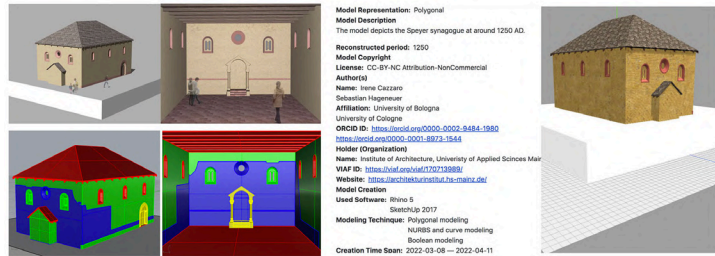 Model Representation: Polygonal
Model Description
The model depicts the Speyer synagogue at around 1250 AD.
Reconstructed period: 1250
Model Copyright
License: CC-BY-NC Attribution-NonCommercial
Author(s)
Name: Irene Cazzaro
Sebastian Hageneuer
Affiliation: University of Bologna
University of Cologne
ORCID ID: https://orcid.org/0000-0002-9484-1980
https://orcid.org/0000-0001-8973-1544
Holder (Organization)
Name: Institute of Architecture, Univeristy of Applied Scinces Main
VIAF ID: https://viaf.org/viaf/170713989/
Website: https://architekturinstitut.hs-mainz.de/
Model Creation
Used Software: Rhino 5
SketchUp 2017
Modeling Techinque: Polygonal modeling
NURBS and curve modeling
Boolean modeling
Creation Time Span: 2022-03-08 — 2022-04-11